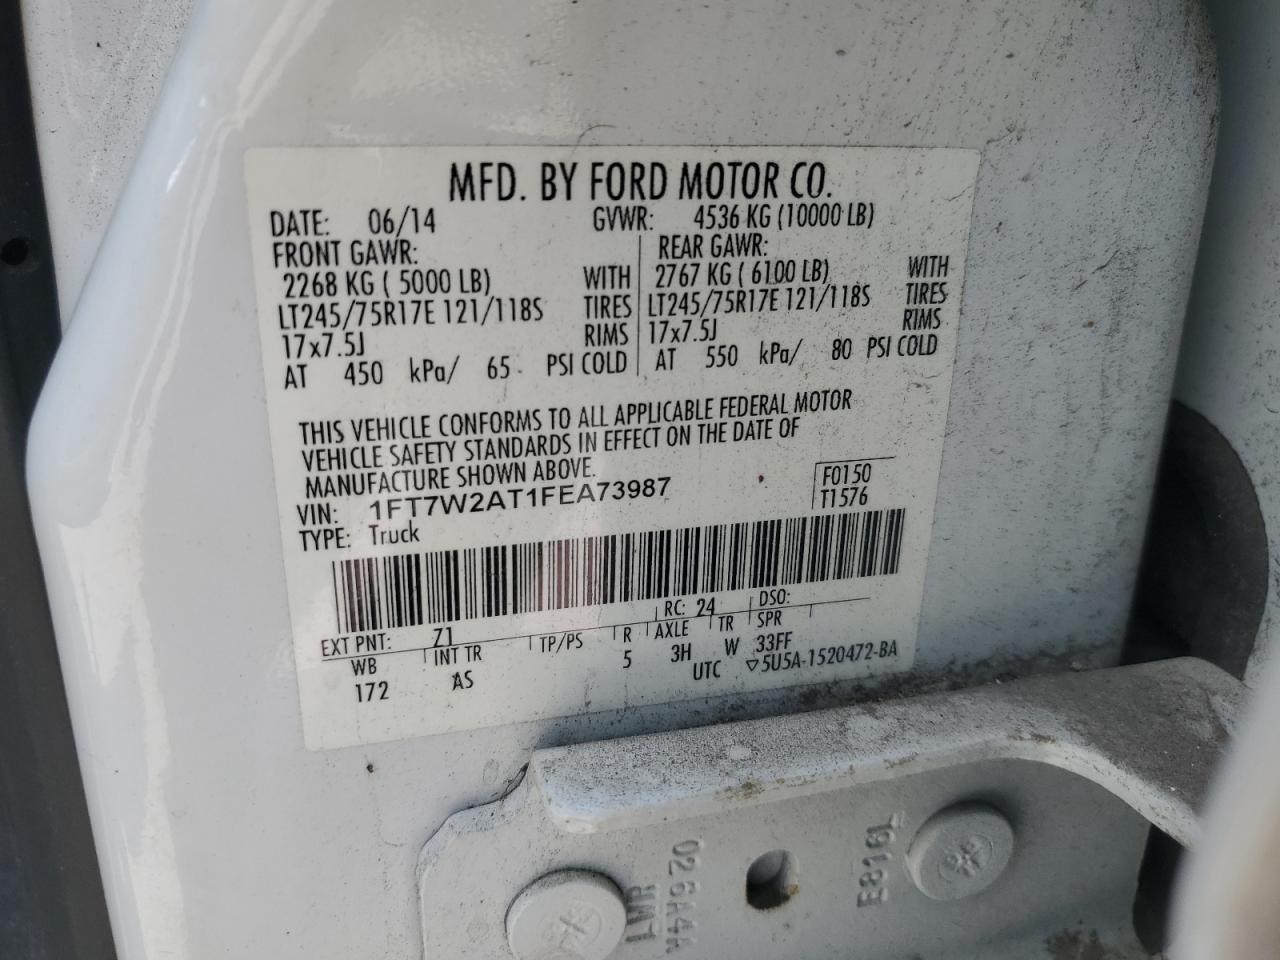 MFD. BY FORD MOTOR CO.
DATE: 06/14 GVWR: 4536 KG (10000 LB)
FRONT GAWR: REAR GAWR:
2268 KG ( 5000 LB) WITH 2767 KG ( 6100 LB) WITH
LT245/75R17E 121/118S TIRES LT245/75R17E 121/118S TIRES
17x7.5J RIMS 17x7.5J RIMS
AT 450 kPa/ 65 PSI COLD AT 550 kPa/ 80 PSI COLD
THIS VEHICLE CONFORMS TO ALL APPLICABLE FEDERAL MOTOR
VEHICLE SAFETY STANDARDS IN EFFECT ON THE DATE OF
MANUFACTURE SHOWN ABOVE.
VIN: 1FT7W2AT1FEA73987 F0150
TYPE: Truck T1576
EXT PNT: Z1 RC: 24 DSO:
WB INT TR TP/PS R AXLE TR SPR
172 AS 5 3H W 33FF
UTC ▽5U5A-1520472-BA
LWR
026A4A
E819F